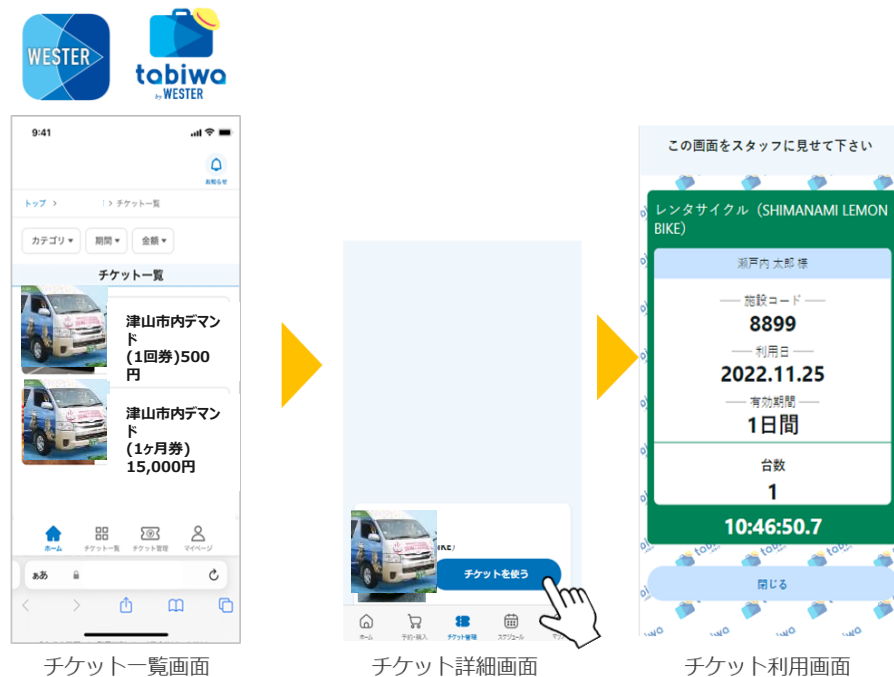 WESTER
tabiwa
by WESTER
9:41
お知らせ
トップ > > チケット一覧
カテゴリ▼ 期間▼ 金額▼
チケット一覧
津山市内デマン
ド
(1回券)500
円
津山市内デマン
ド
(1ヶ月券)
15,000円
ホーム チケット一覧 チケット管理 マイページ
ぁあ
チケット一覧画面
チケットを使う
ホーム 予約・購入 チケット管理 スケジュール
チケット詳細画面
この画面をスタッフに見せて下さい
レンタサイクル（SHIMANAMI LEMON
BIKE）
瀬戸内 太郎 様
施設コード
8899
利用日
2022.11.25
有効期間
1日間
台数
1
10:46:50.7
閉じる
チケット利用画面